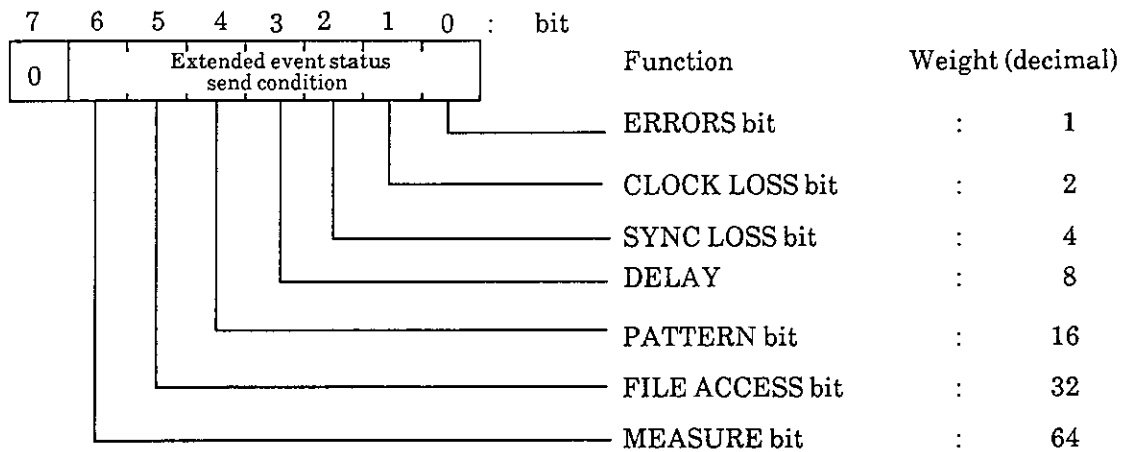 7 6 5 4 3 2 1 0 : bit
0 Extended event status
send condition
Function Weight (decimal)
ERRORS bit : 1
CLOCK LOSS bit : 2
SYNC LOSS bit : 4
DELAY : 8
PATTERN bit : 16
FILE ACCESS bit : 32
MEASURE bit : 64